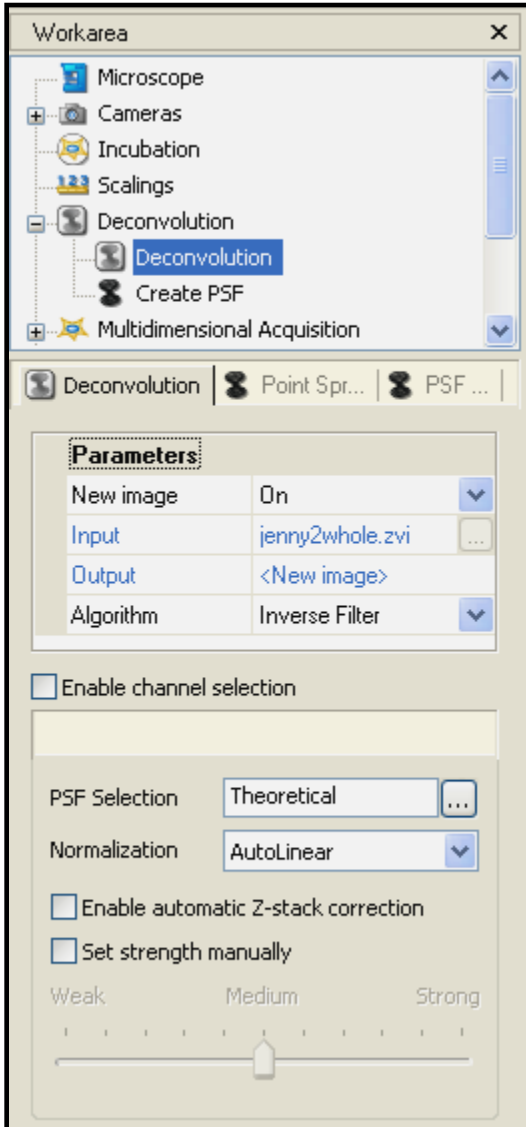 Workarea
Microscope
Cameras
Incubation
123 Scalings
Deconvolution
Deconvolution
Create PSF
Multidimensional Acquisition
Deconvolution Point Spr... PSF ...
Parameters
New image On
Input jenny2whole.zvi ...
Output <New image>
Algorithm Inverse Filter
Enable channel selection
PSF Selection Theoretical ...
Normalization AutoLinear
Enable automatic Z-stack correction
Set strength manually
Weak Medium Strong